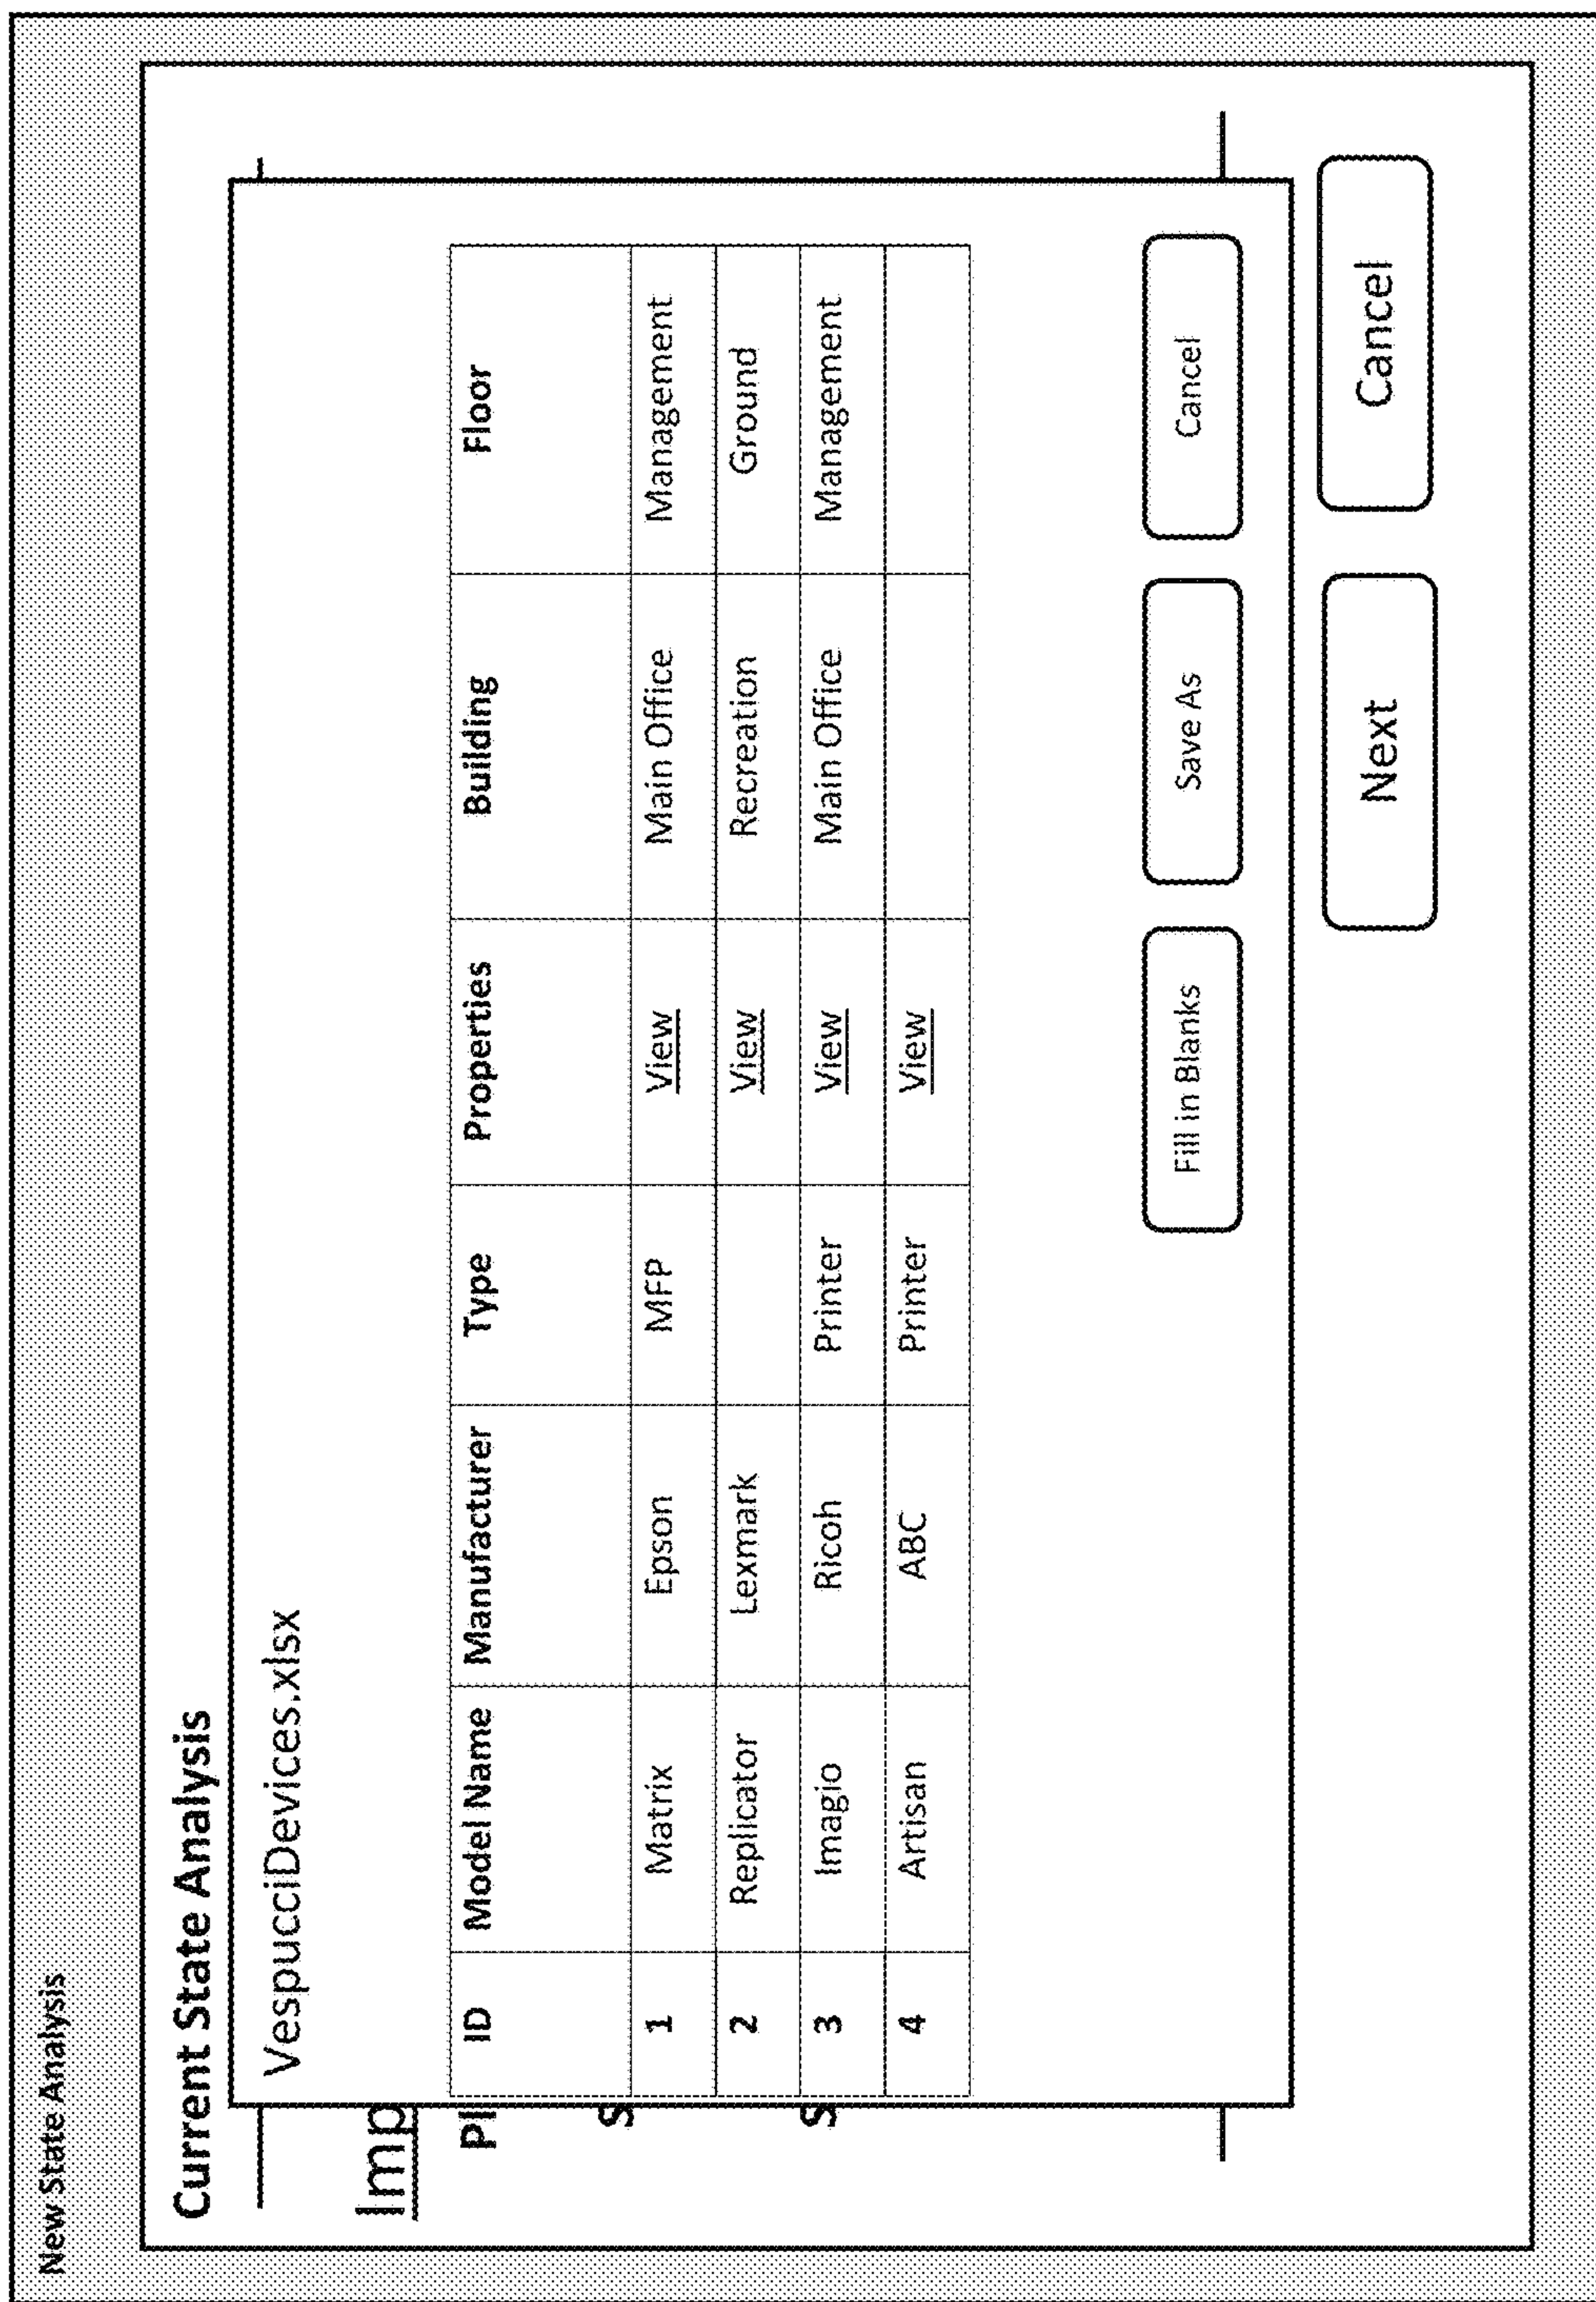 New State Analysis
Current State Analysis
VespucciDevices.xlsx
Imp
Pl
S
S
ID Model Name Manufacturer Type Properties Building Floor
1 Matrix Epson MFP View Main Office Management
2 Replicator Lexmark View Recreation Ground
3 Imagio Ricoh Printer View Main Office Management
4 Artisan ABC Printer View
Fill in Blanks Save As Cancel
Next Cancel